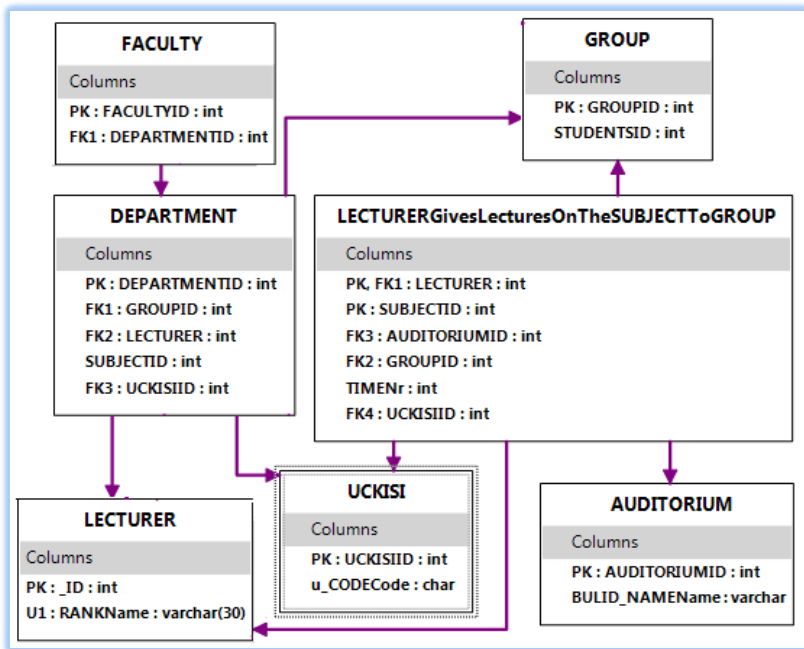 FACULTY
Columns
PK : FACULTYID : int
FK1 : DEPARTMENTID : int
GROUP
Columns
PK : GROUPID : int
STUDENTSID : int
DEPARTMENT
Columns
PK : DEPARTMENTID : int
FK1 : GROUPID : int
FK2 : LECTURER : int
SUBJECTID : int
FK3 : UCKISIID : int
LECTURERGivesLecturesOnTheSUBJECTToGROUP
Columns
PK, FK1 : LECTURER : int
PK : SUBJECTID : int
FK3 : AUDITORIUMID : int
FK2 : GROUPID : int
TIMENr : int
FK4 : UCKISIID : int
LECTURER
Columns
PK : _ID : int
U1 : RANKName : varchar(30)
UCKISI
Columns
PK : UCKISIID : int
u_CODECode : char
AUDITORIUM
Columns
PK : AUDITORIUMID : int
BULID_NAMEName : varchar